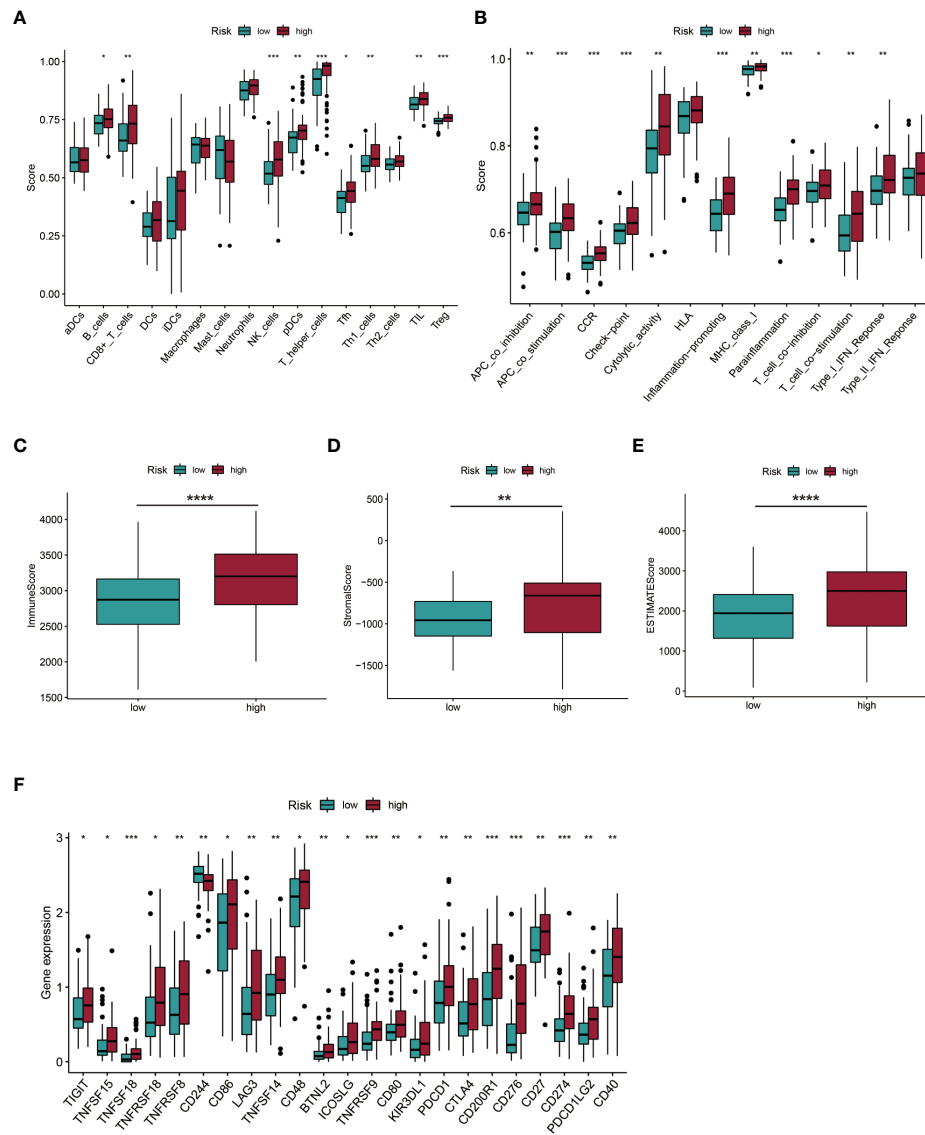 A
Risk low high
* ** *** ** *** * ** ** ***
1.00
0.75
0.50
0.25
0.00
Score
aDCs
B_cells
CD8+_T_cells
DCs
iDCs
Macrophages
Mast_cells
Neutrophils
NK_cells
pDCs
T_helper_cells
Tfh
Th1_cells
Th2_cells
TIL
Treg
B
Risk low high
** *** *** *** ** *** ** *** * ** **
1.0
0.8
0.6
Score
APC_co_inhibition
APC_co_stimulation
CCR
Check-point
Cytolytic_activity
HLA
Inflammation-promoting
MHC_class_I
Parainflammation
T_cell_co-inhibition
T_cell_co-stimulation
Type_I_IFN_Reponse
Type_II_IFN_Reponse
C
Risk low high
****
4000
3500
3000
2500
2000
1500
ImmuneScore
low high
D
Risk low high
**
500
0
−500
−1000
−1500
StromalScore
low high
E
Risk low high
****
4000
3000
2000
1000
0
ESTIMATEScore
low high
F
Risk low high
* * *** * ** ** * ** ** * ** * *** ** * ** ** *** *** ** *** ** **
3
2
1
0
Gene expression
TIGIT
TNFSF15
TNFSF18
TNFRSF18
TNFRSF8
CD244
CD86
LAG3
TNFSF14
CD48
BTNL2
ICOSLG
TNFRSF9
CD80
KIR3DL1
PDCD1
CTLA4
CD200R1
CD276
CD27
CD274
PDCD1LG2
CD40